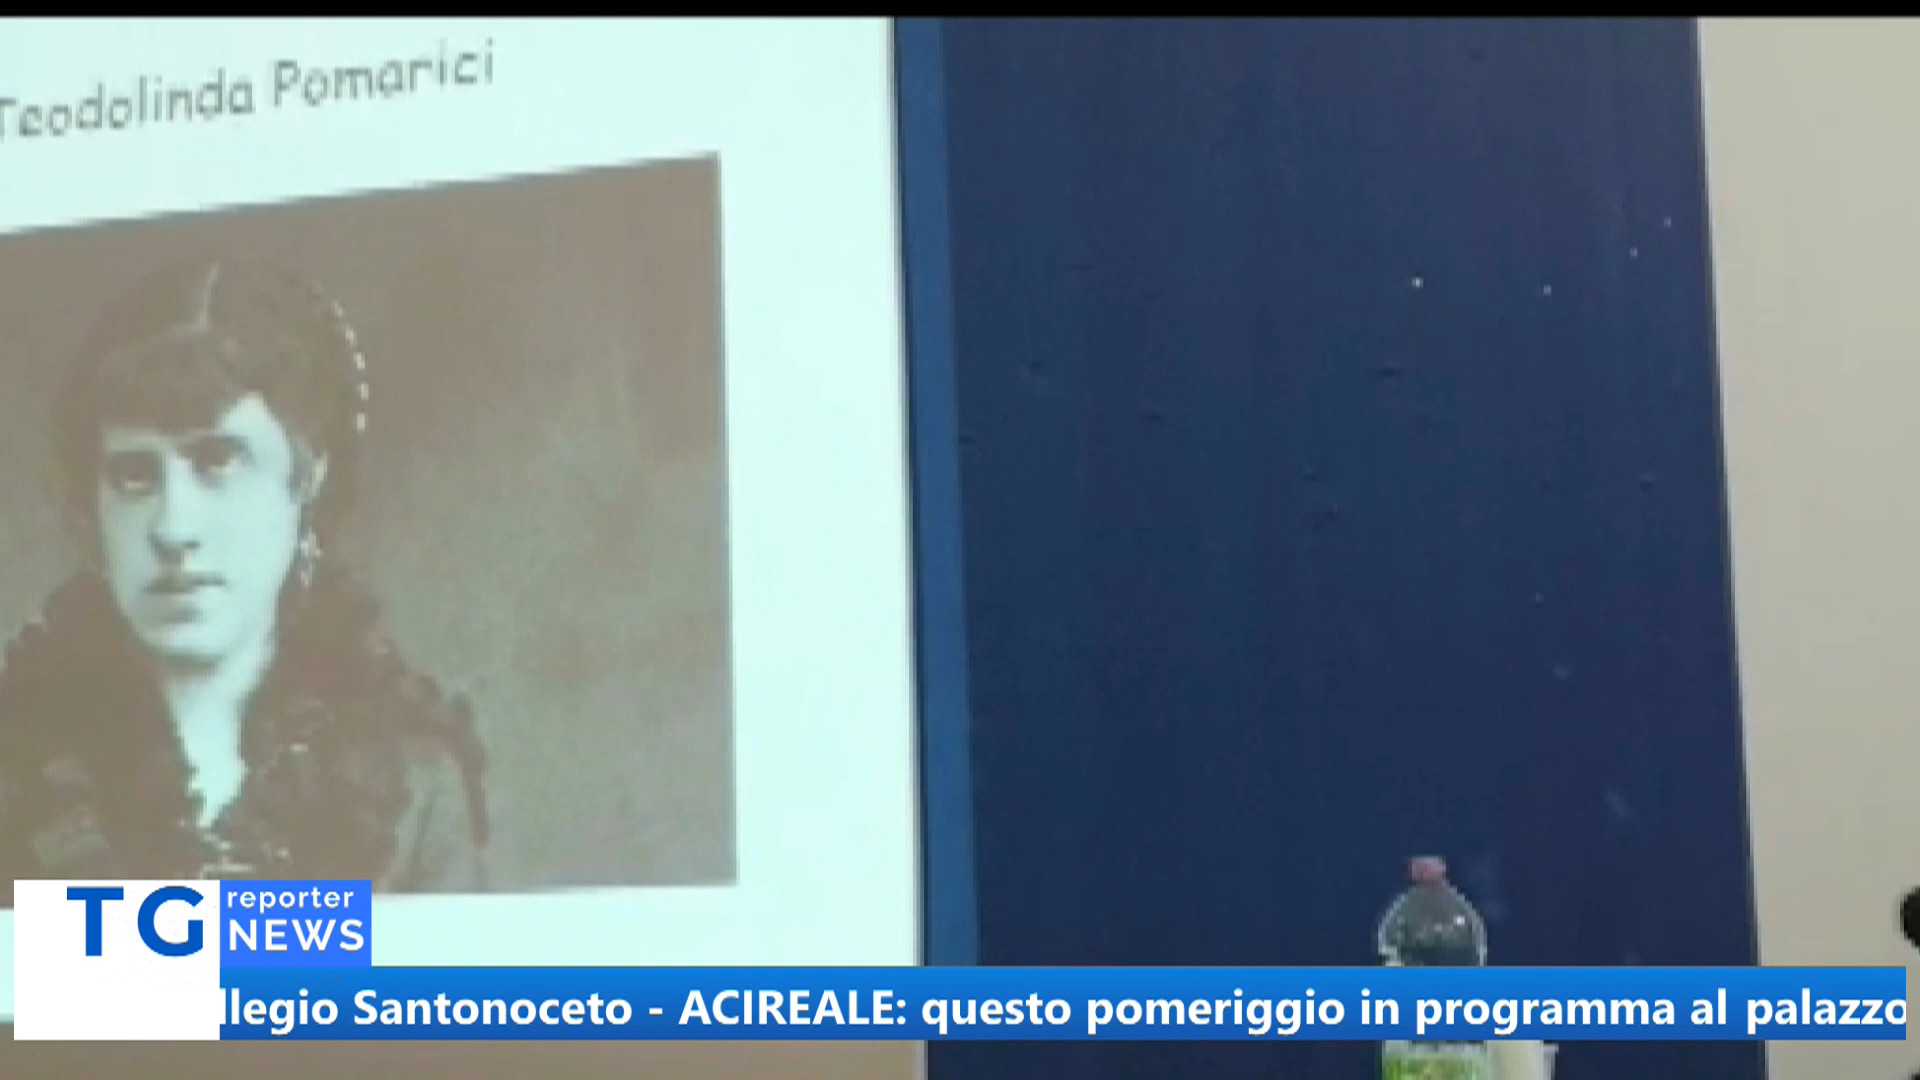 Teodolinda Pomarici
TG
reporter
NEWS
llegio Santonoceto - ACIREALE: questo pomeriggio in programma al palazzo